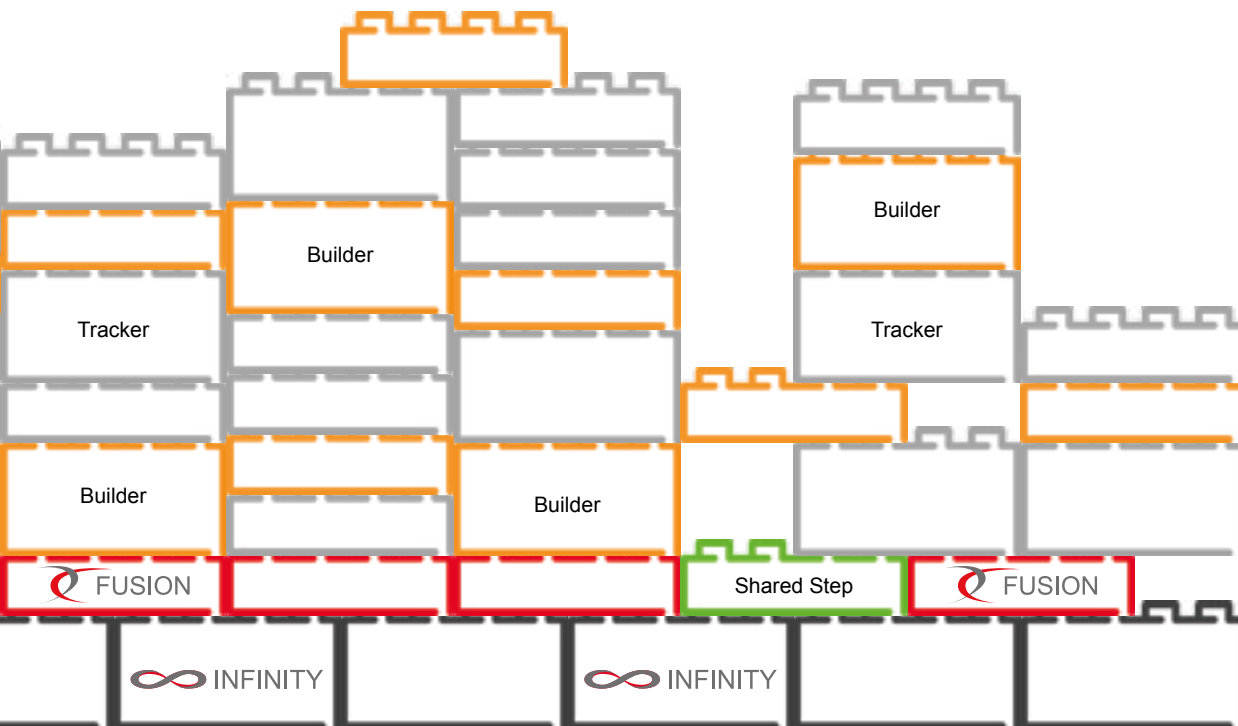 Builder
Builder
Tracker
Tracker
Builder
Builder
FUSION
Shared Step
FUSION
INFINITY
INFINITY